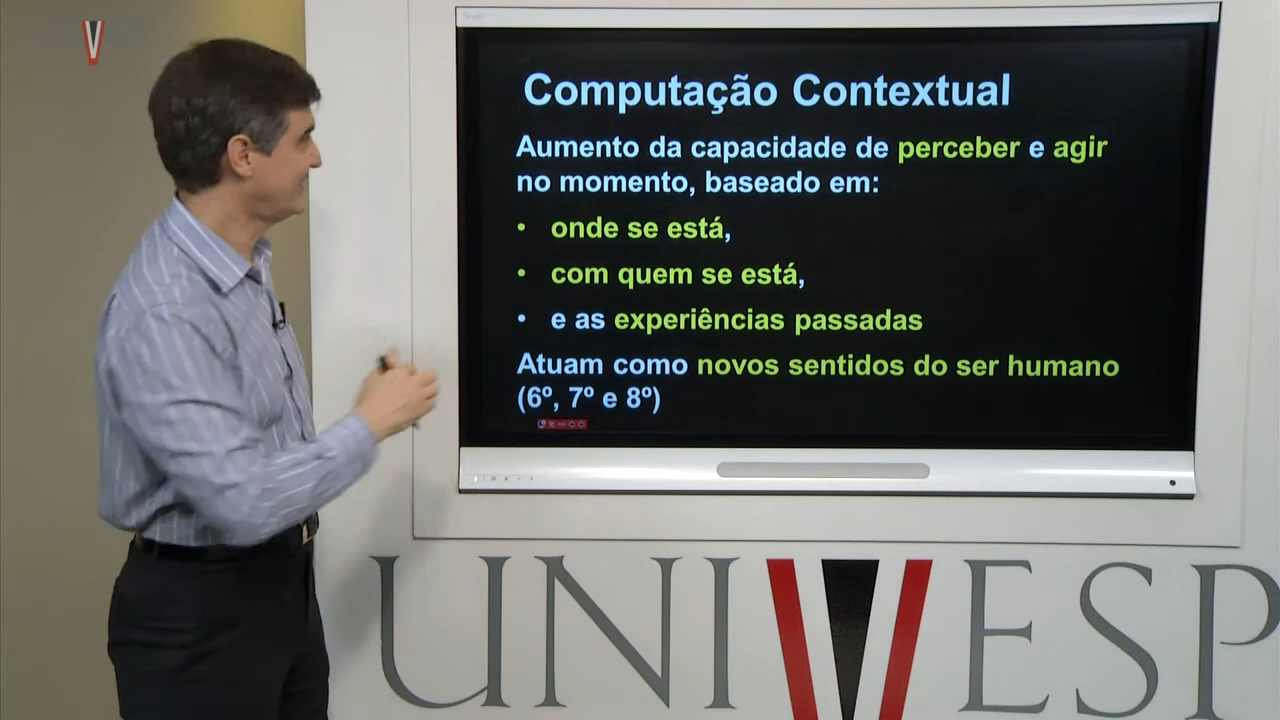 Computação Contextual
Aumento da capacidade de perceber e agir
no momento, baseado em:
• onde se está,
• com quem se está,
• e as experiências passadas
Atuam como novos sentidos do ser humano
(6º, 7º e 8º)
UNIVESP